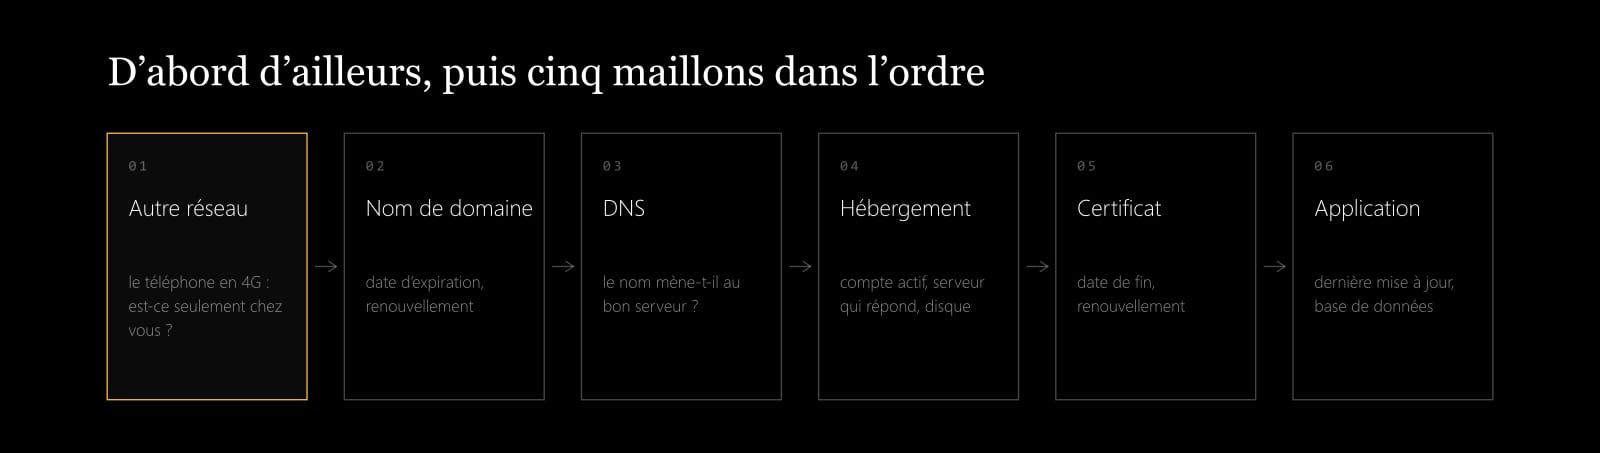 D’abord d’ailleurs, puis cinq maillons dans l’ordre
01
Autre réseau
le téléphone en 4G :
est-ce seulement chez
vous ?
02
Nom de domaine
date d’expiration,
renouvellement
03
DNS
le nom mène-t-il au
bon serveur ?
04
Hébergement
compte actif, serveur
qui répond, disque
05
Certificat
date de fin,
renouvellement
06
Application
dernière mise à jour,
base de données